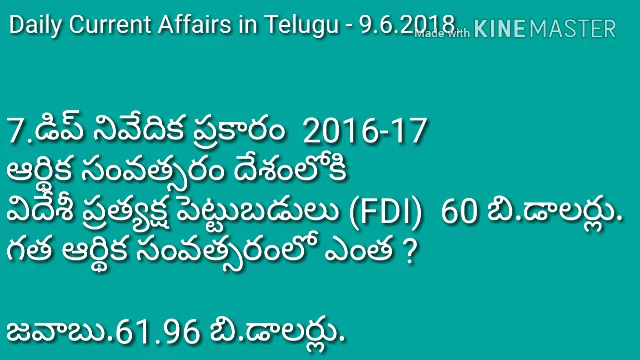 Daily Current Affairs in Telugu - 9.6.2018.
Made with KINEMASTER
7.డిప్ నివేదిక ప్రకారం 2016-17
ఆర్థిక సంవత్సరం దేశంలోకి
విదేశీ ప్రత్యక్ష పెట్టుబడులు (FDI) 60 బి.డాలర్లు.
గత ఆర్థిక సంవత్సరంలో ఎంత ?
జవాబు.61.96 బి.డాలర్లు.